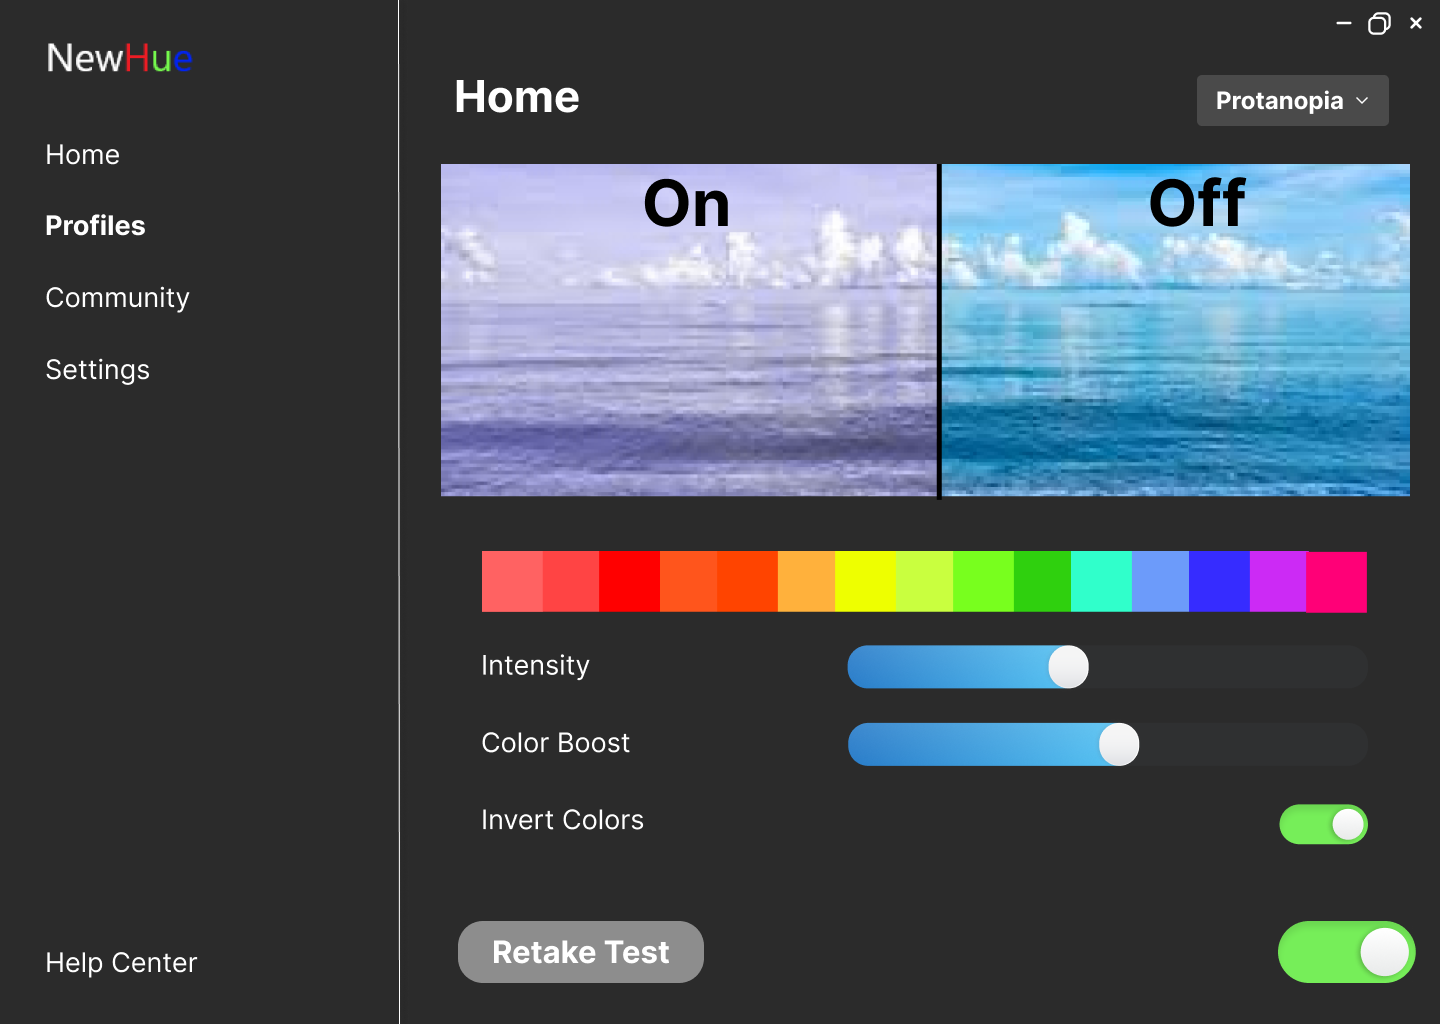 NewHue
Home
Profiles
Community
Settings
Help Center
Home
Protanopia
On
Off
Intensity
Color Boost
Invert Colors
Retake Test